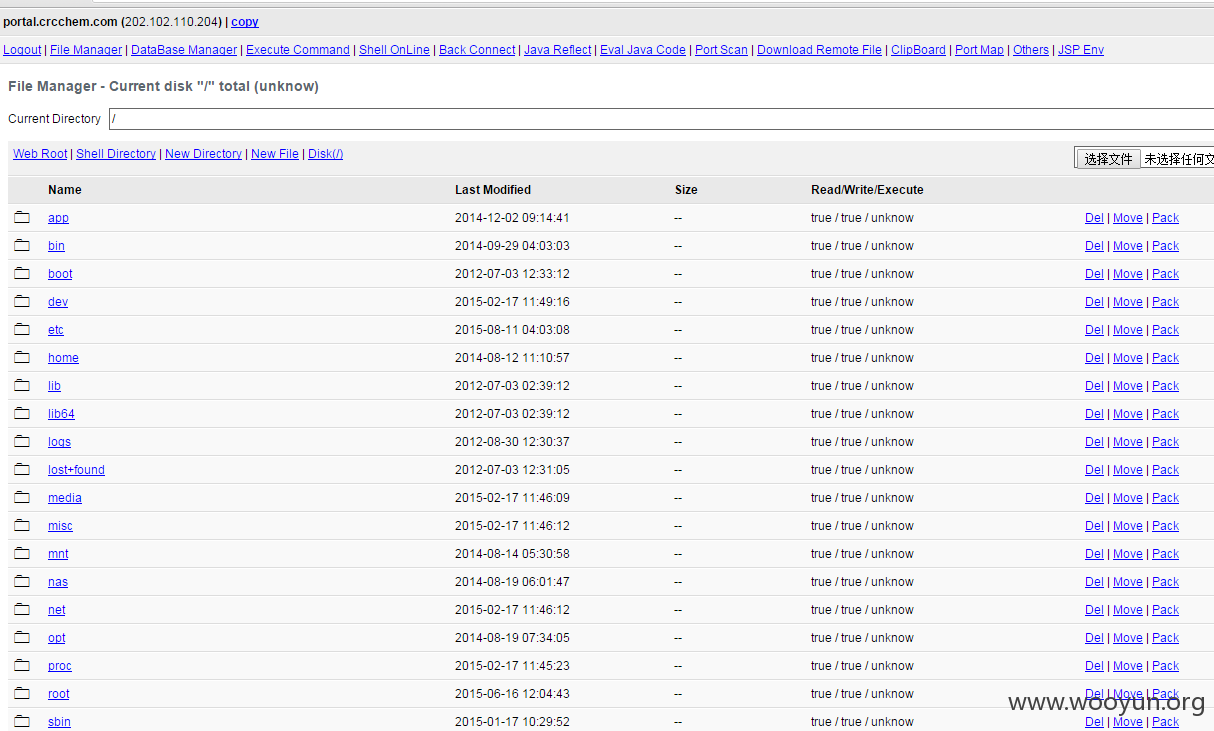 portal.crcchem.com (202.102.110.204) | copy
Logout | File Manager | DataBase Manager | Execute Command | Shell OnLine | Back Connect | Java Reflect | Eval Java Code | Port Scan | Download Remote File | ClipBoard | Port Map | Others | JSP Env
File Manager - Current disk "/" total (unknow)
Current Directory /
Web Root | Shell Directory | New Directory | New File | Disk(/) 选择文件 未选择任何文
Name Last Modified Size Read/Write/Execute
app 2014-12-02 09:14:41 -- true / true / unknow Del | Move | Pack
bin 2014-09-29 04:03:03 -- true / true / unknow Del | Move | Pack
boot 2012-07-03 12:33:12 -- true / true / unknow Del | Move | Pack
dev 2015-02-17 11:49:16 -- true / true / unknow Del | Move | Pack
etc 2015-08-11 04:03:08 -- true / true / unknow Del | Move | Pack
home 2014-08-12 11:10:57 -- true / true / unknow Del | Move | Pack
lib 2012-07-03 02:39:12 -- true / true / unknow Del | Move | Pack
lib64 2012-07-03 02:39:12 -- true / true / unknow Del | Move | Pack
logs 2012-08-30 12:30:37 -- true / true / unknow Del | Move | Pack
lost+found 2012-07-03 12:31:05 -- true / true / unknow Del | Move | Pack
media 2015-02-17 11:46:09 -- true / true / unknow Del | Move | Pack
misc 2015-02-17 11:46:12 -- true / true / unknow Del | Move | Pack
mnt 2014-08-14 05:30:58 -- true / true / unknow Del | Move | Pack
nas 2014-08-19 06:01:47 -- true / true / unknow Del | Move | Pack
net 2015-02-17 11:46:12 -- true / true / unknow Del | Move | Pack
opt 2014-08-19 07:34:05 -- true / true / unknow Del | Move | Pack
proc 2015-02-17 11:45:23 -- true / true / unknow Del | Move | Pack
root 2015-06-16 12:04:43 -- true / true / unknow Del | Move | Pack
www.wooyun.org
sbin 2015-01-17 10:29:52 -- true / true / unknow Del | Move | Pack